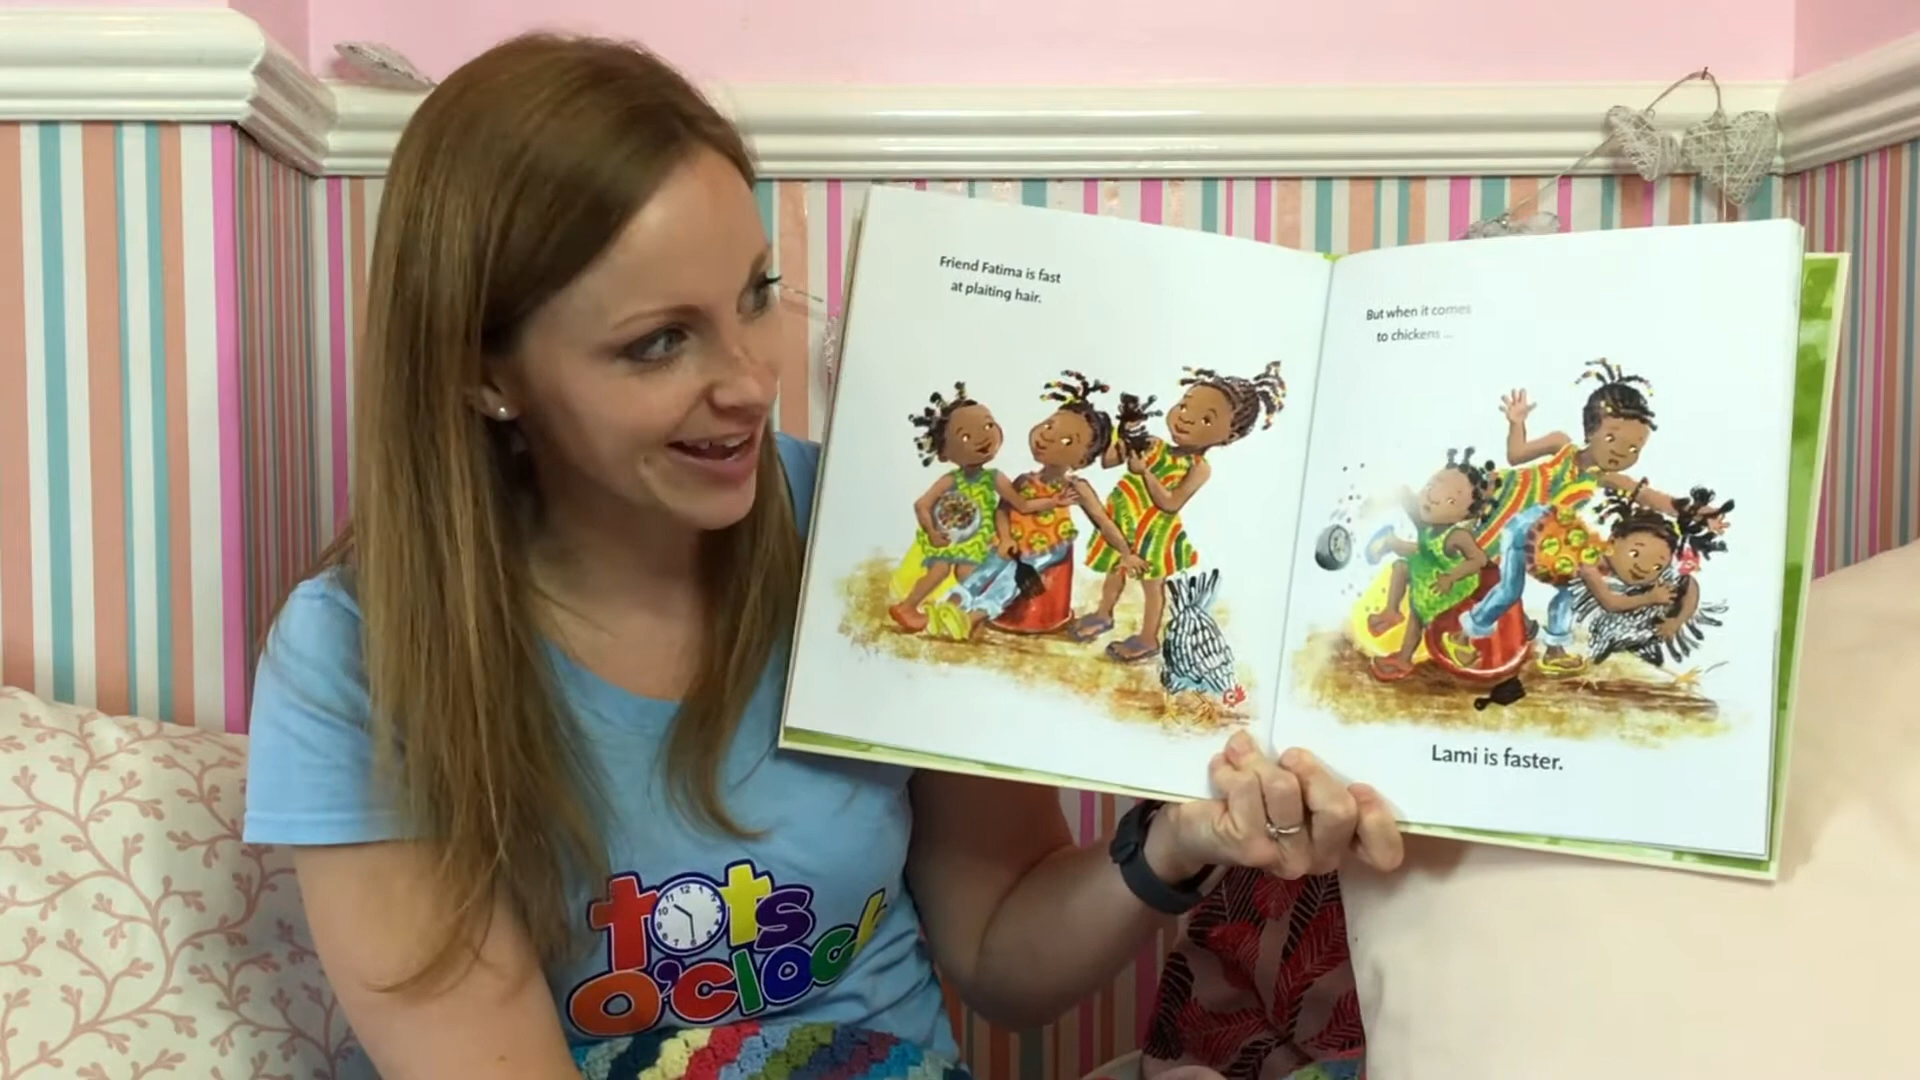 Friend Fatima is fast
at plaiting hair.
But when it comes
to chickens ...
Lami is faster.
tots
o'clock